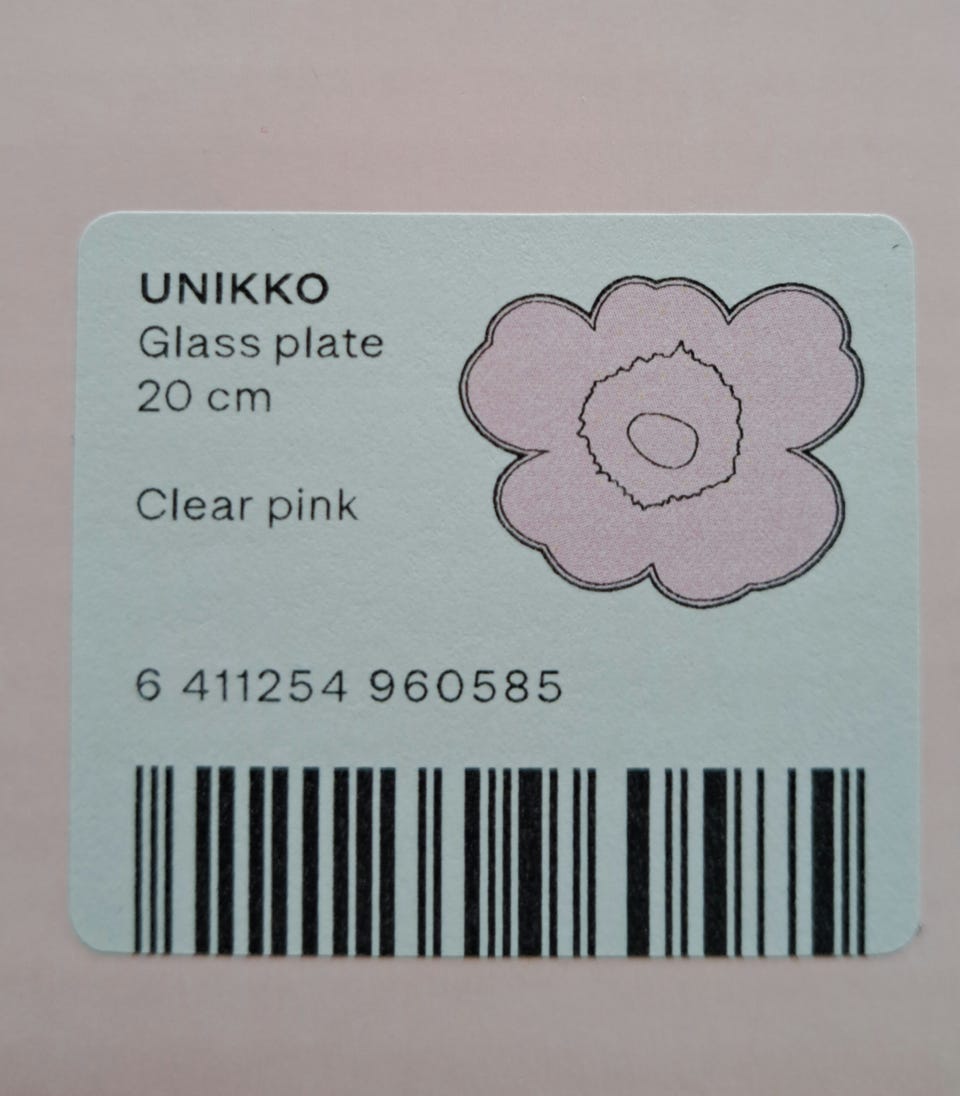 UNIKKO
Glass plate
20 cm
Clear pink
6 411254 960585